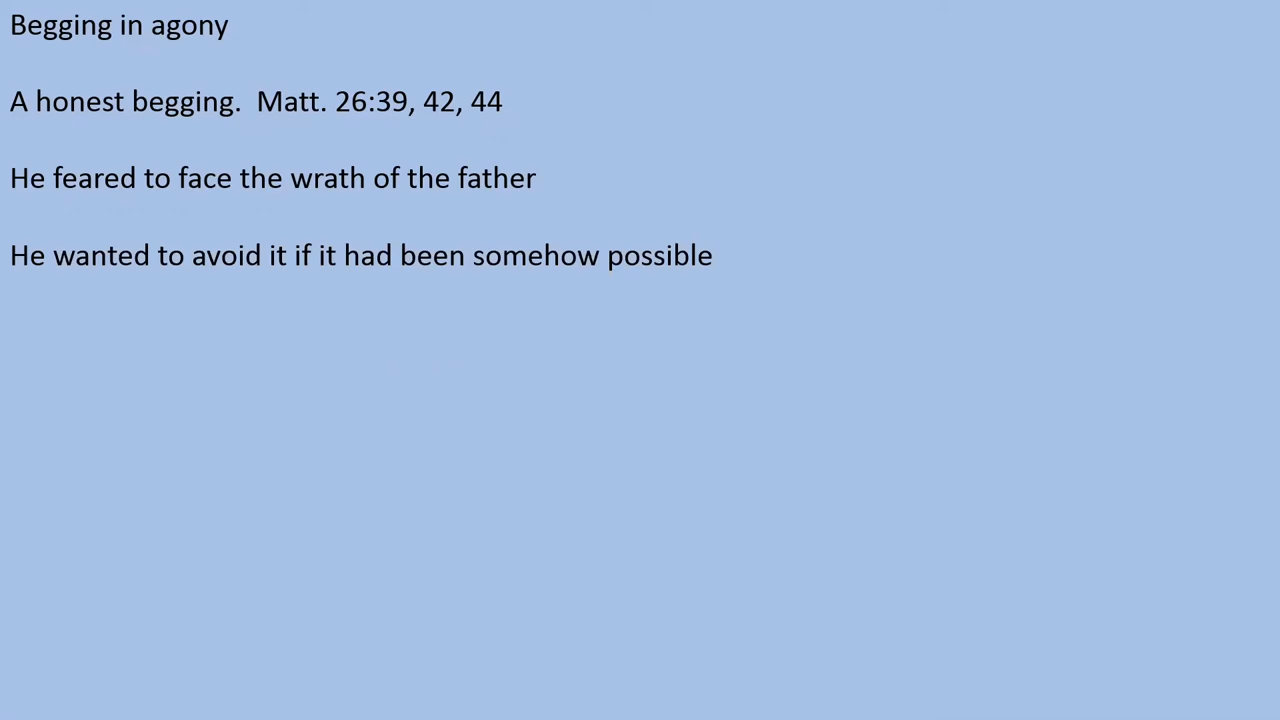 Begging in agony
A honest begging.  Matt. 26:39, 42, 44
He feared to face the wrath of the father
He wanted to avoid it if it had been somehow possible